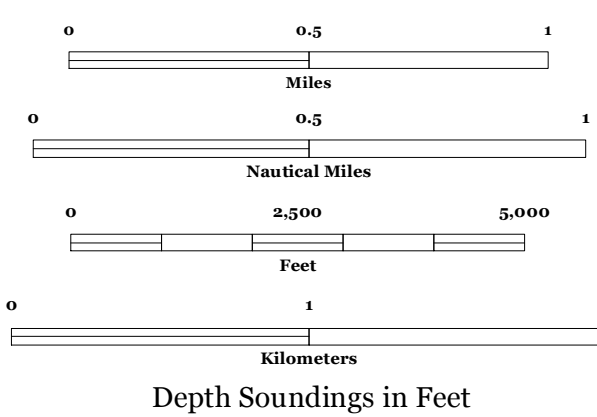 0 0.5 1
Miles
0 0.5 1
Nautical Miles
0 2,500 5,000
Feet
0 1
Kilometers
Depth Soundings in Feet